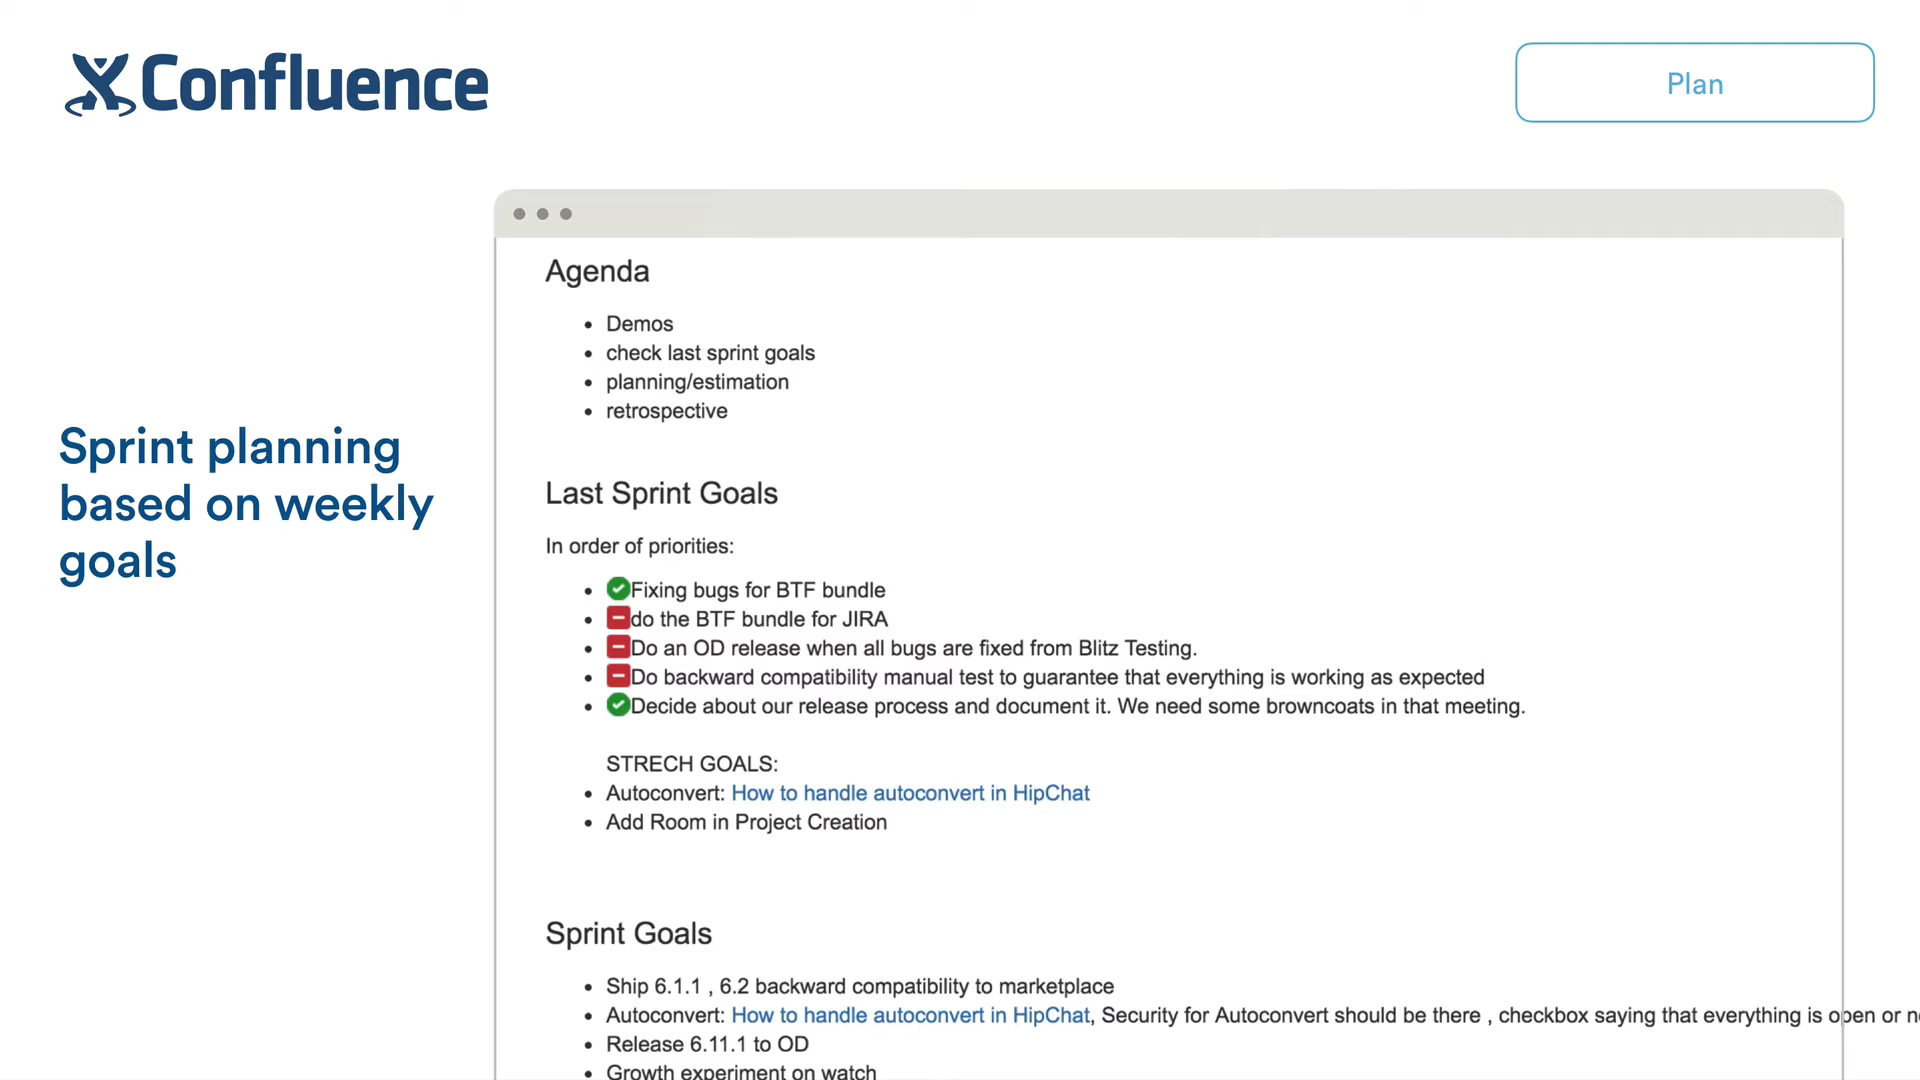 Confluence
Plan
Sprint planning
based on weekly
goals
Agenda
Demos
check last sprint goals
planning/estimation
retrospective
Last Sprint Goals
In order of priorities:
Fixing bugs for BTF bundle
do the BTF bundle for JIRA
Do an OD release when all bugs are fixed from Blitz Testing.
Do backward compatibility manual test to guarantee that everything is working as expected
Decide about our release process and document it. We need some browncoats in that meeting.
STRECH GOALS:
Autoconvert: How to handle autoconvert in HipChat
Add Room in Project Creation
Sprint Goals
Ship 6.1.1 , 6.2 backward compatibility to marketplace
Autoconvert: How to handle autoconvert in HipChat, Security for Autoconvert should be there , checkbox saying that everything is open or
Release 6.11.1 to OD
Growth experiment on watch